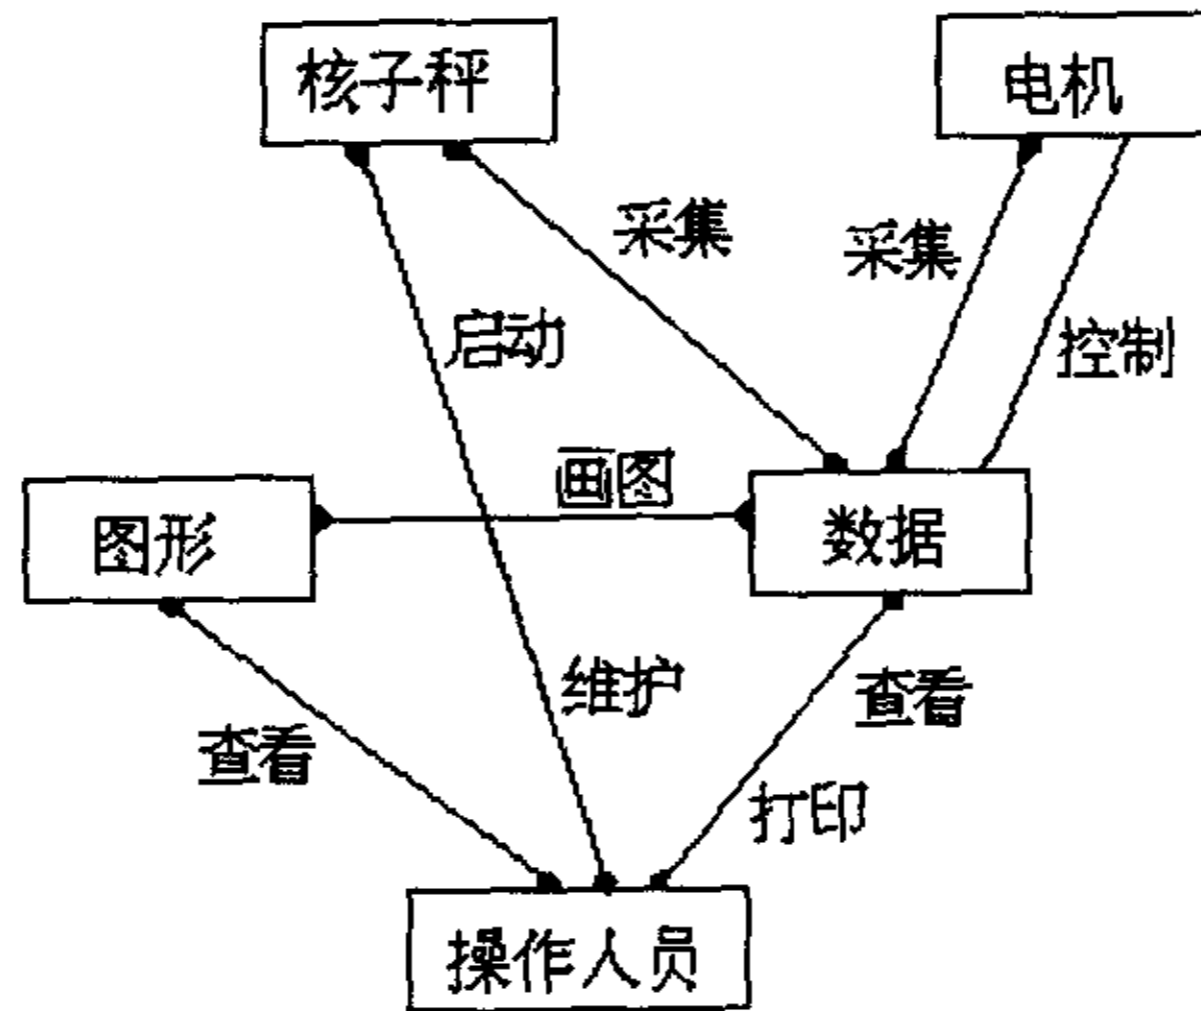 核子秤
电机
采集
采集
启动
控制
画图
图形
数据
维护
查看
查看
打印
操作人员